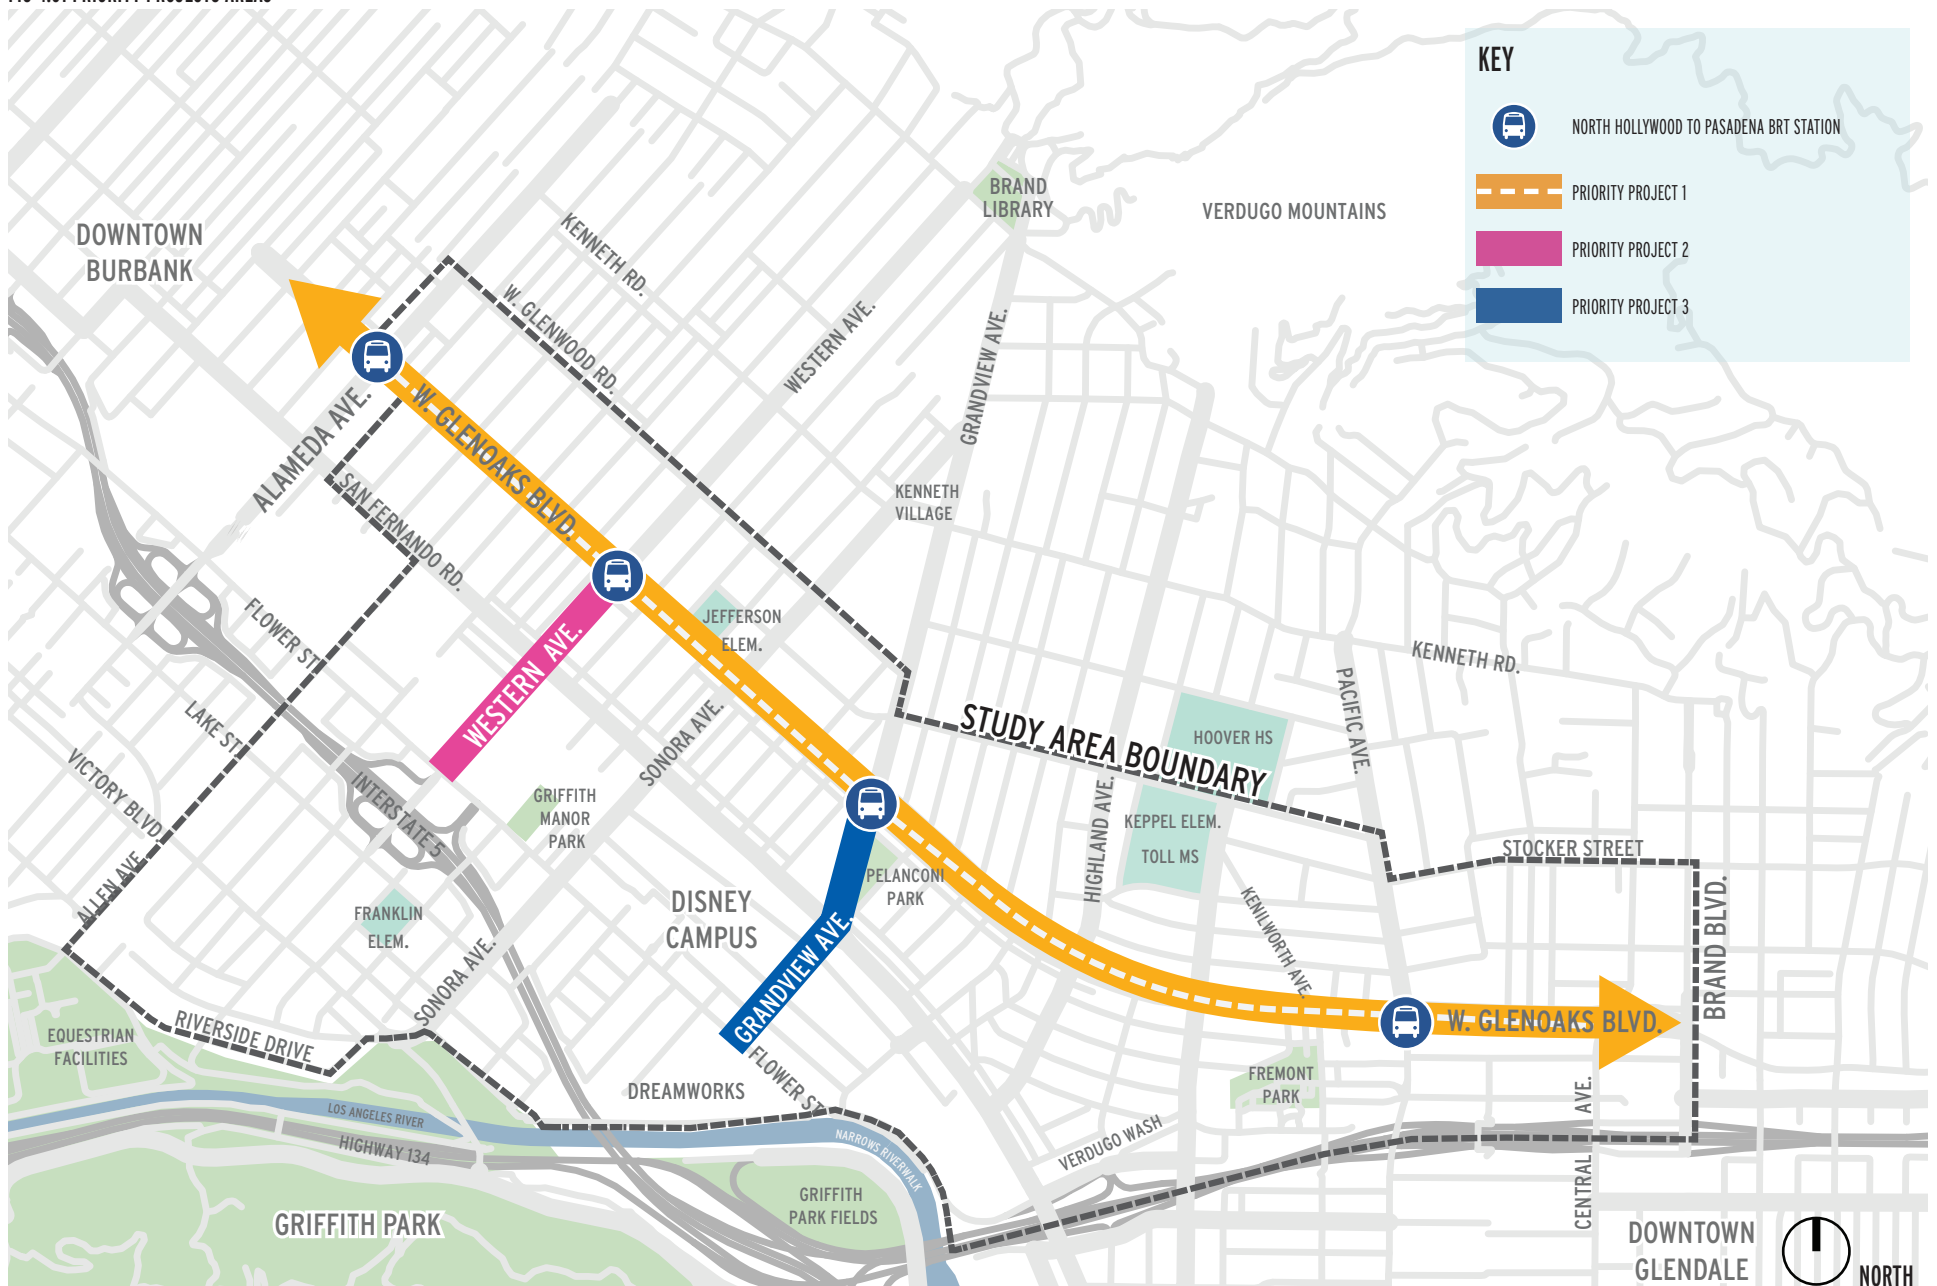 KEY
NORTH HOLLYWOOD TO PASADENA BRT STATION
PRIORITY PROJECT 1
PRIORITY PROJECT 2
PRIORITY PROJECT 3
BRAND
LIBRARY
VERDUGO MOUNTAINS
DOWNTOWN
BURBANK
KENNETH RD.
W. GLENWOOD RD.
WESTERN AVE.
GRANDVIEW AVE.
ALAMEDA AVE.
W. GLENOAKS BLVD.
SAN FERNANDO RD.
KENNETH
VILLAGE
FLOWER ST.
JEFFERSON
ELEM.
WESTERN AVE.
KENNETH RD.
PACIFIC AVE.
LAKE ST.
SONORA AVE.
STUDY AREA BOUNDARY
HOOVER HS
VICTORY BLVD.
INTERSTATE 5
GRIFFITH
MANOR
PARK
KEPPEL ELEM.
TOLL MS
HIGHLAND AVE.
STOCKER STREET
ALLEN AVE.
FRANKLIN
ELEM.
DISNEY
CAMPUS
PELANCONI
PARK
KENILWORTH AVE.
BRAND BLVD.
SONORA AVE.
GRANDVIEW AVE.
W. GLENOAKS BLVD.
EQUESTRIAN
FACILITIES
RIVERSIDE DRIVE
FLOWER ST.
DREAMWORKS
FREMONT
PARK
LOS ANGELES RIVER
HIGHWAY 134
NARROWS RIVERWALK
VERDUGO WASH
CENTRAL AVE.
GRIFFITH PARK
GRIFFITH
PARK FIELDS
DOWNTOWN
GLENDALE
NORTH